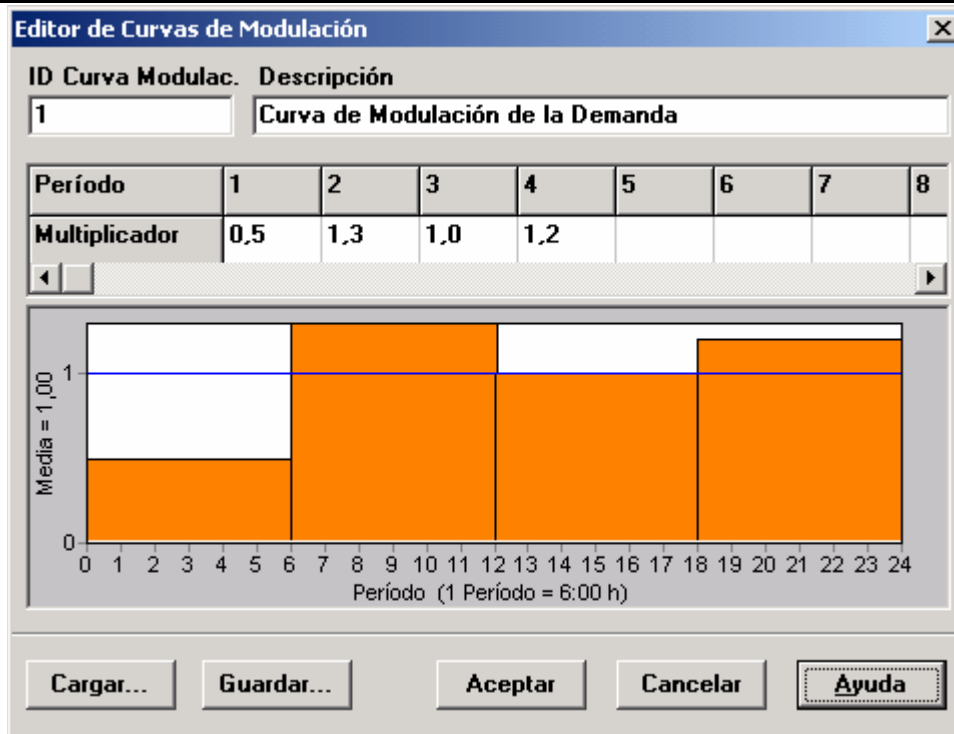 Editor de Curvas de Modulación
ID Curva Modulac. Descripción
1 Curva de Modulación de la Demanda
Período 1 2 3 4 5 6 7 8
Multiplicador 0,5 1,3 1,0 1,2
Media = 1,00
1
0
0 1 2 3 4 5 6 7 8 9 10 11 12 13 14 15 16 17 18 19 20 21 22 23 24
Período (1 Período = 6:00 h)
Cargar... Guardar... Aceptar Cancelar Ayuda